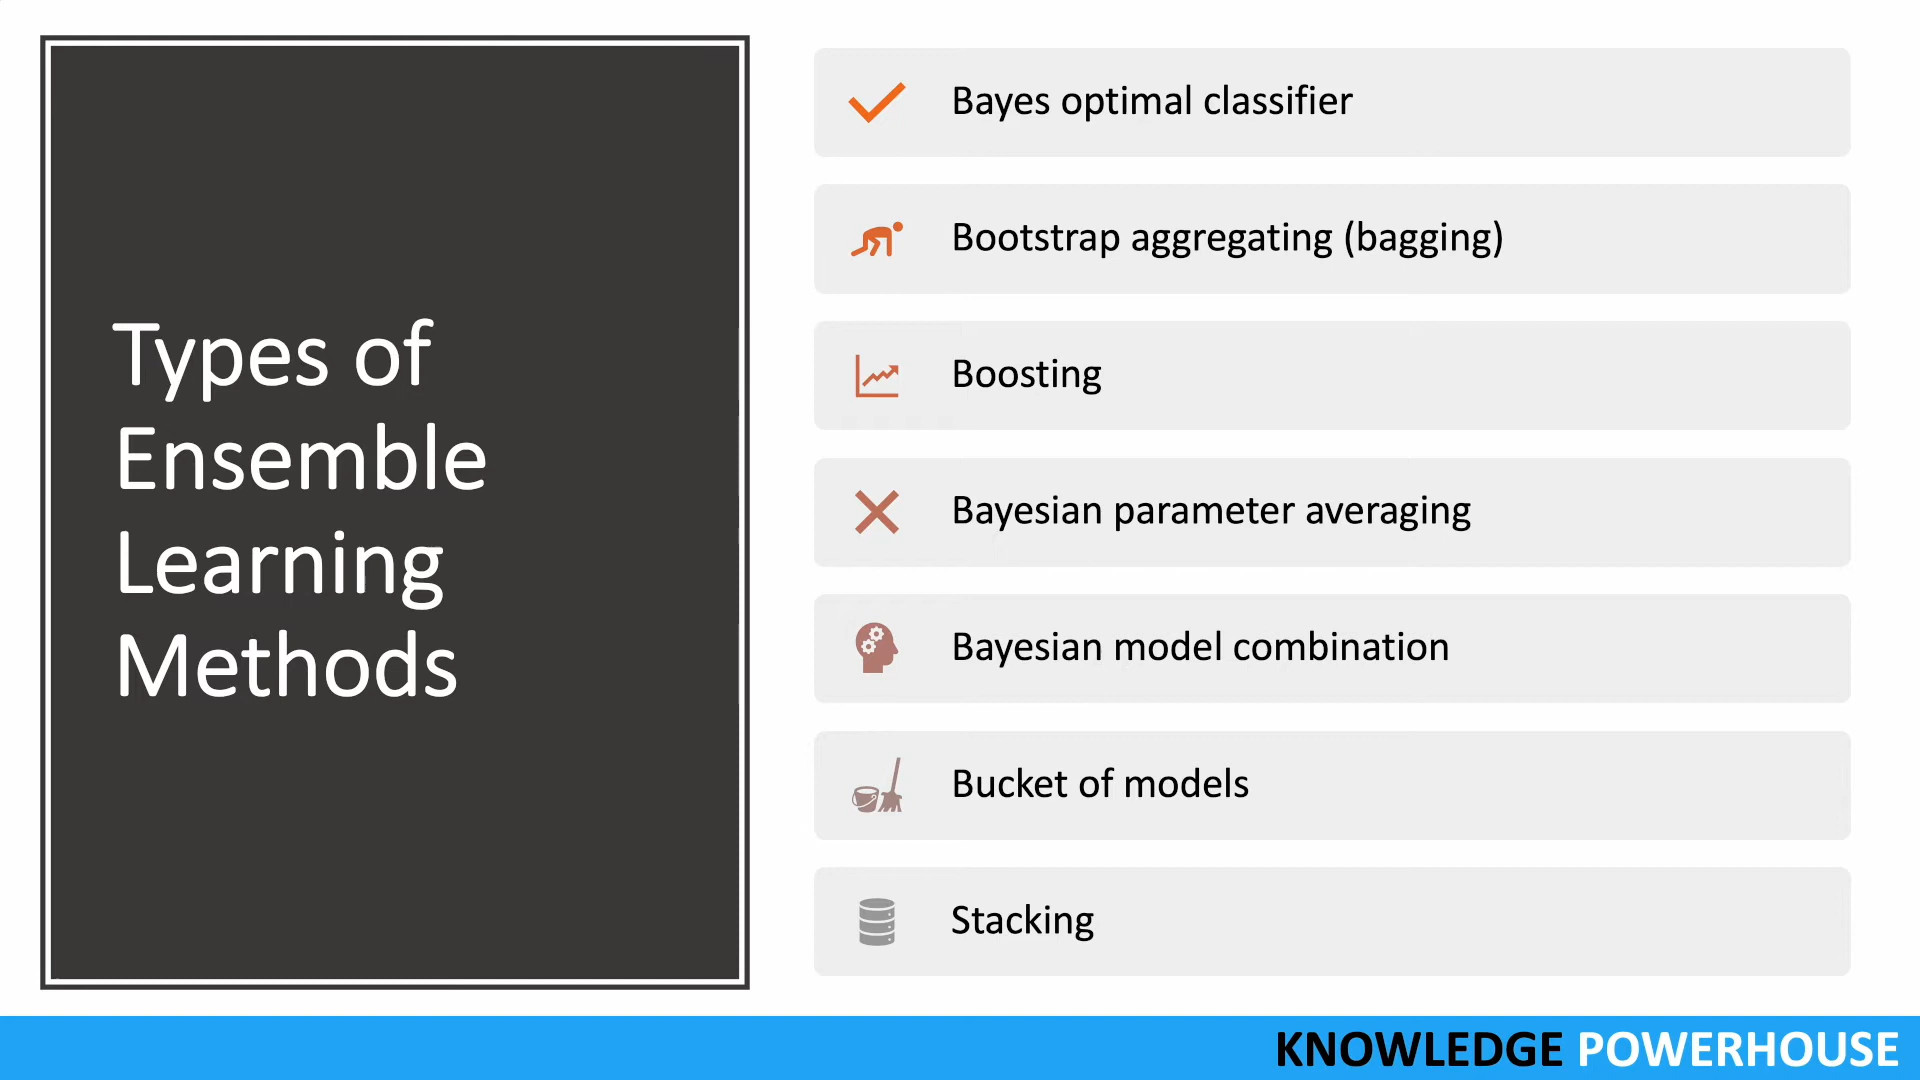 Types of
Ensemble
Learning
Methods
Bayes optimal classifier
Bootstrap aggregating (bagging)
Boosting
Bayesian parameter averaging
Bayesian model combination
Bucket of models
Stacking
KNOWLEDGE POWERHOUSE